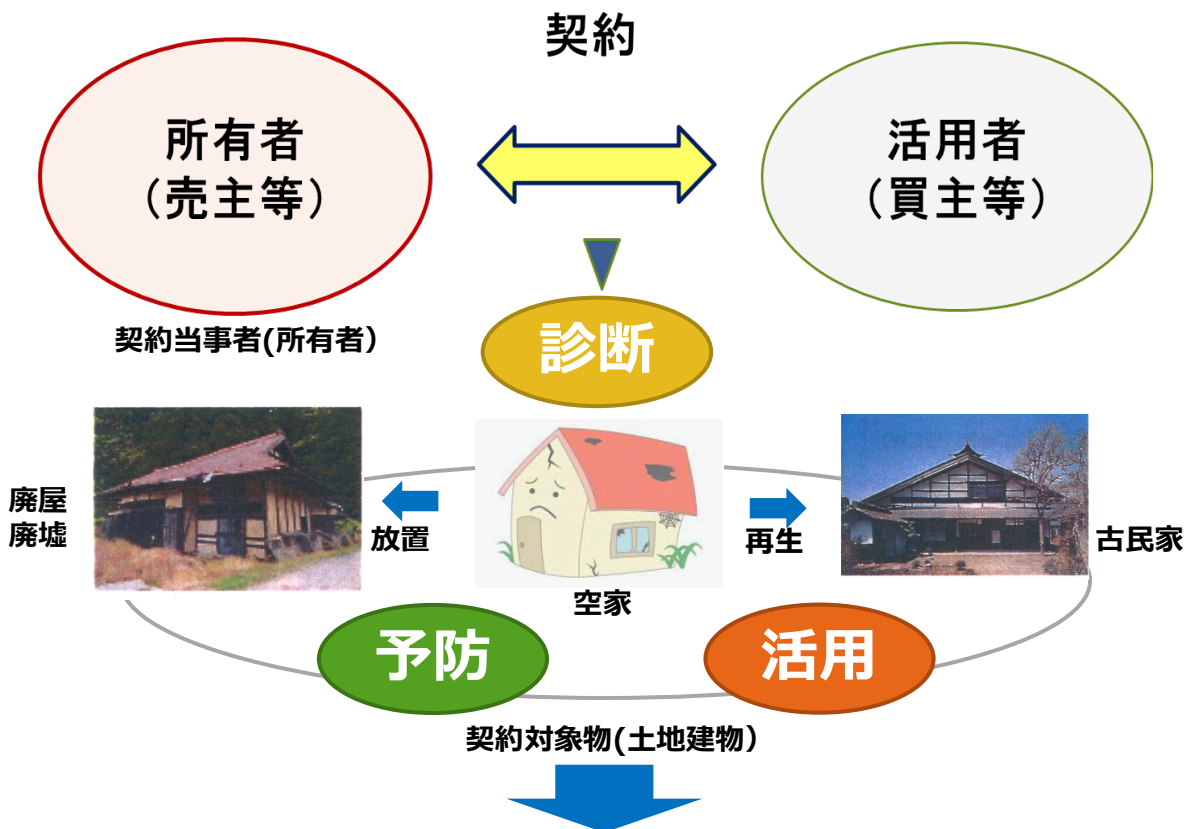 契約
所有者
（売主等）
活用者
（買主等）
契約当事者(所有者）
診断
廃屋
廃墟
放置
再生
古民家
空家
予防
活用
契約対象物(土地建物）